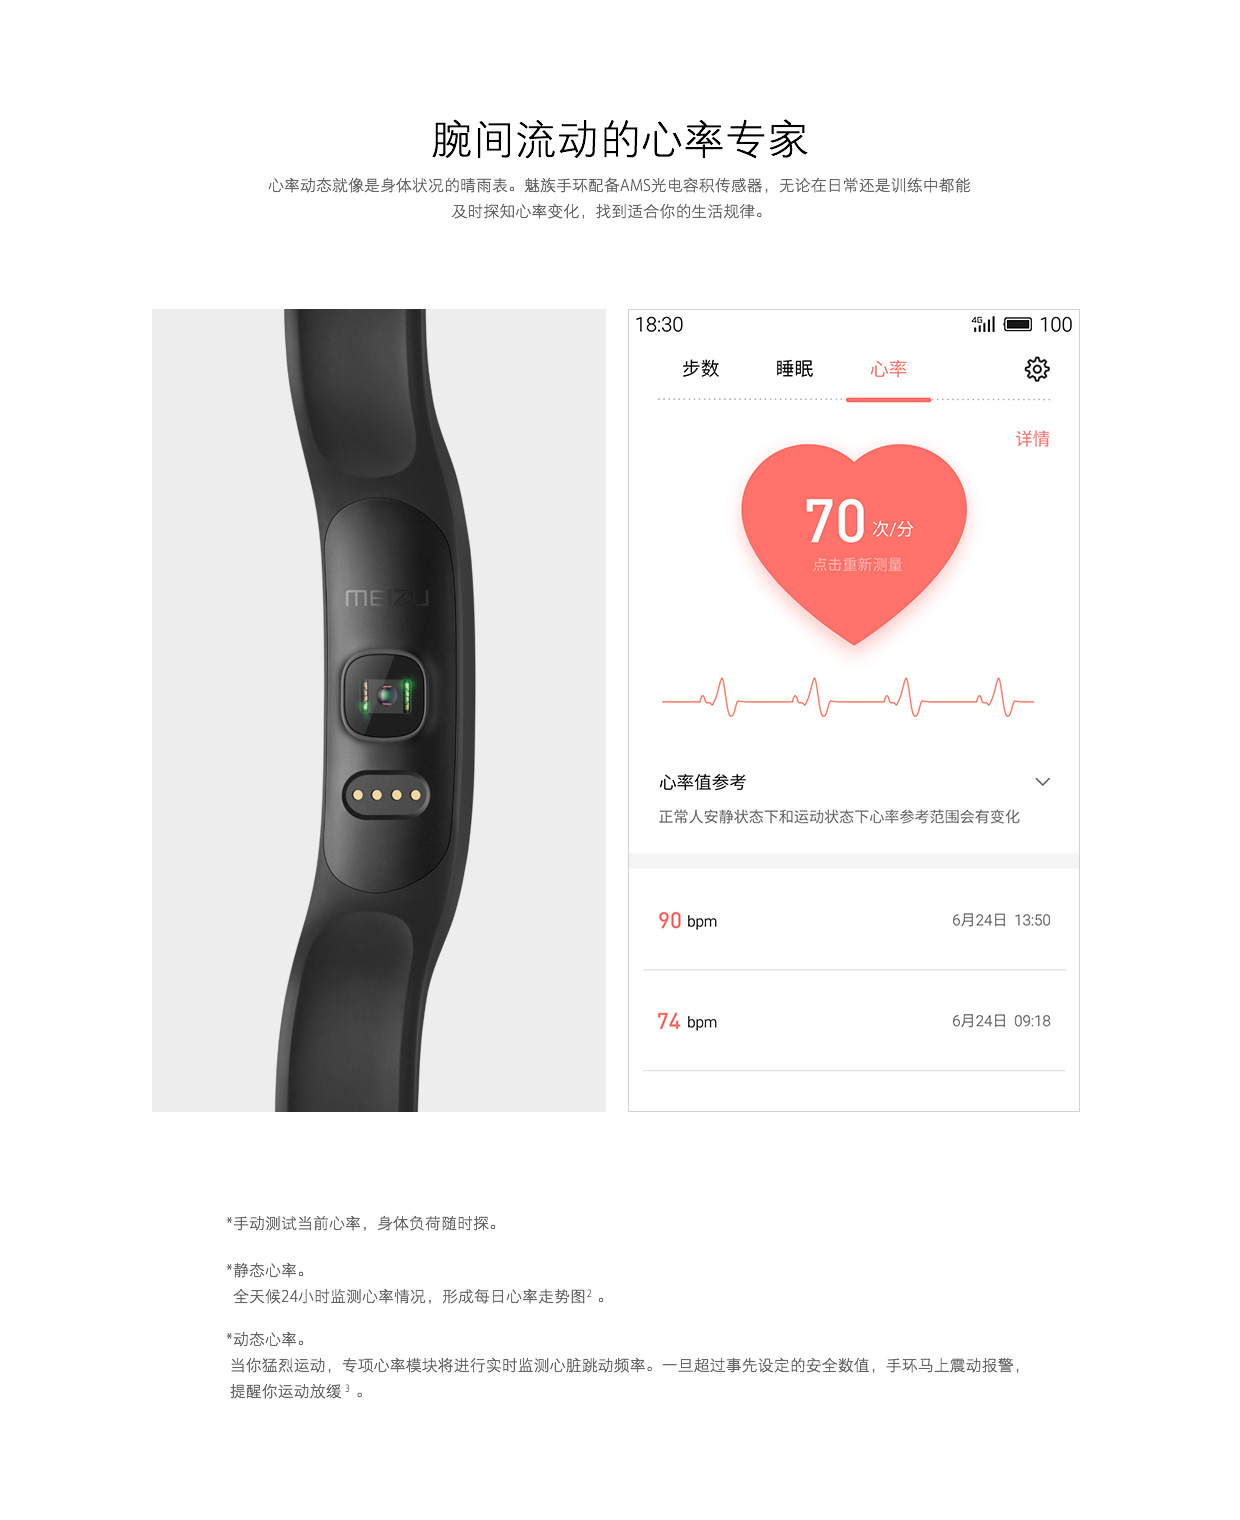 腕间流动的心率专家
心率动态就像是身体状况的晴雨表。魅族手环配备AMS光电容积传感器，无论在日常还是训练中都能
及时探知心率变化，找到适合你的生活规律。
MEIZU
18:30 4G 100
步数 睡眠 心率
详情
70 次/分
点击重新测量
心率值参考
正常人安静状态下和运动状态下心率参考范围会有变化
90 bpm 6月24日 13:50
74 bpm 6月24日 09:18
*手动测试当前心率，身体负荷随时探。
*静态心率。
全天候24小时监测心率情况，形成每日心率走势图2 。
*动态心率。
当你猛烈运动，专项心率模块将进行实时监测心脏跳动频率。一旦超过事先设定的安全数值，手环马上震动报警，
提醒你运动放缓3 。